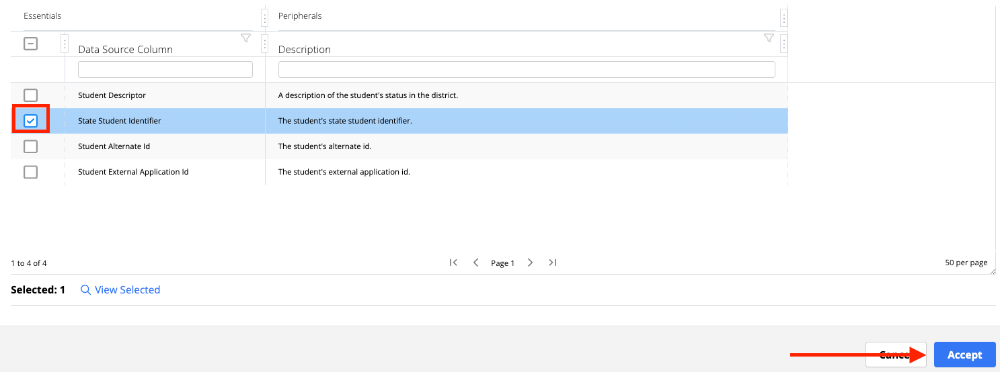 Essentials Peripherals
Data Source Column Description
Student Descriptor A description of the student's status in the district.
State Student Identifier The student's state student identifier.
Student Alternate Id The student's alternate id.
Student External Application Id The student's external application id.
1 to 4 of 4 Page 1 50 per page
Selected: 1 View Selected
Cancel Accept